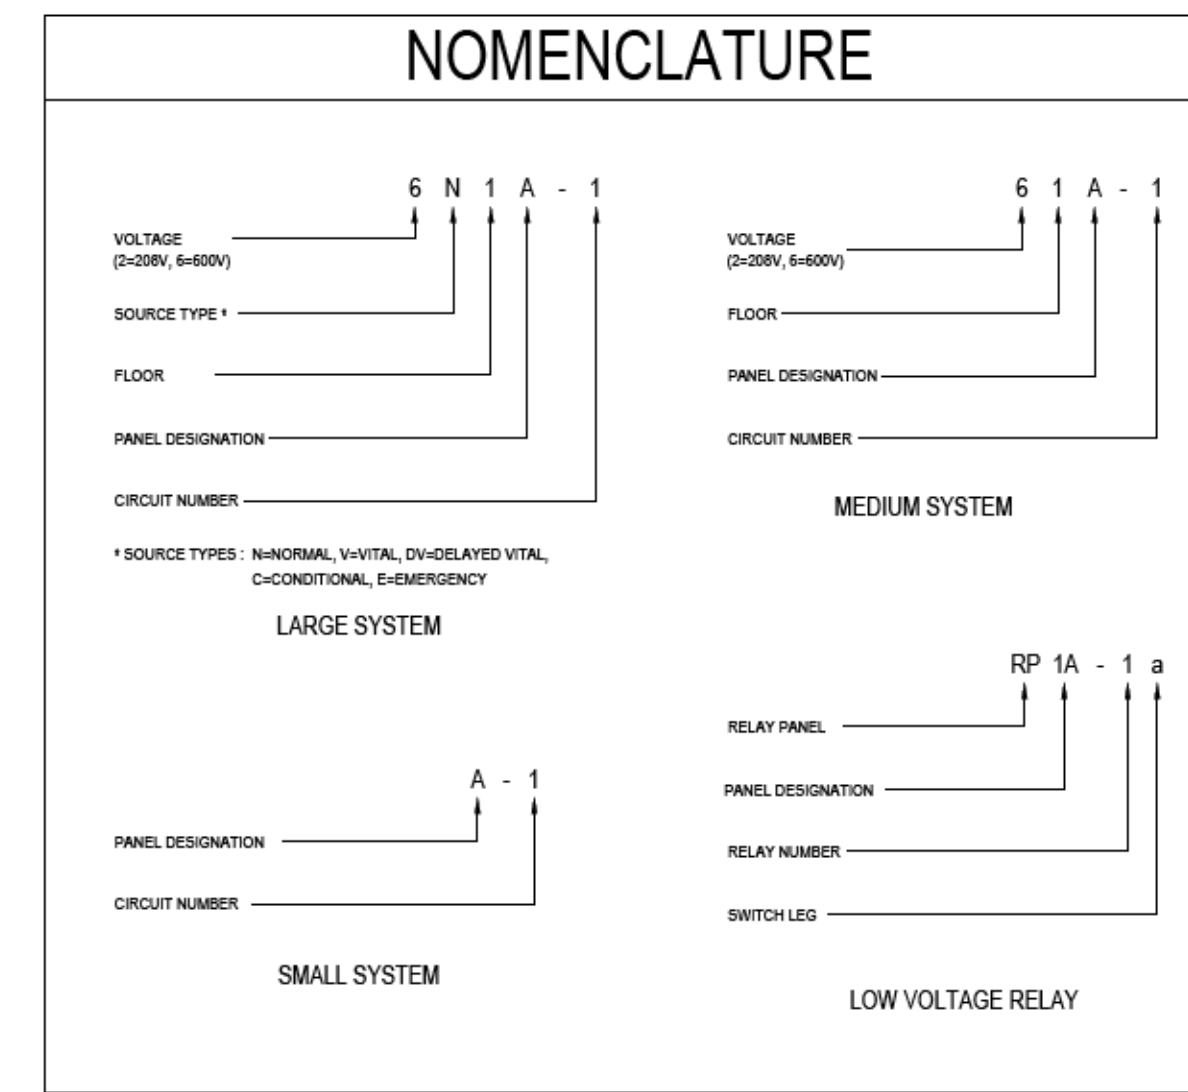 NOMENCLATURE
6 N 1 A - 1
VOLTAGE
(2=208V, 6=600V)
SOURCE TYPE *
FLOOR
PANEL DESIGNATION
CIRCUIT NUMBER
* SOURCE TYPES : N=NORMAL, V=VITAL, DV=DELAYED VITAL,
C=CONDITIONAL, E=EMERGENCY
LARGE SYSTEM
6 1 A - 1
VOLTAGE
(2=208V, 6=600V)
FLOOR
PANEL DESIGNATION
CIRCUIT NUMBER
MEDIUM SYSTEM
A - 1
PANEL DESIGNATION
CIRCUIT NUMBER
SMALL SYSTEM
RP 1A - 1 a
RELAY PANEL
PANEL DESIGNATION
RELAY NUMBER
SWITCH LEG
LOW VOLTAGE RELAY